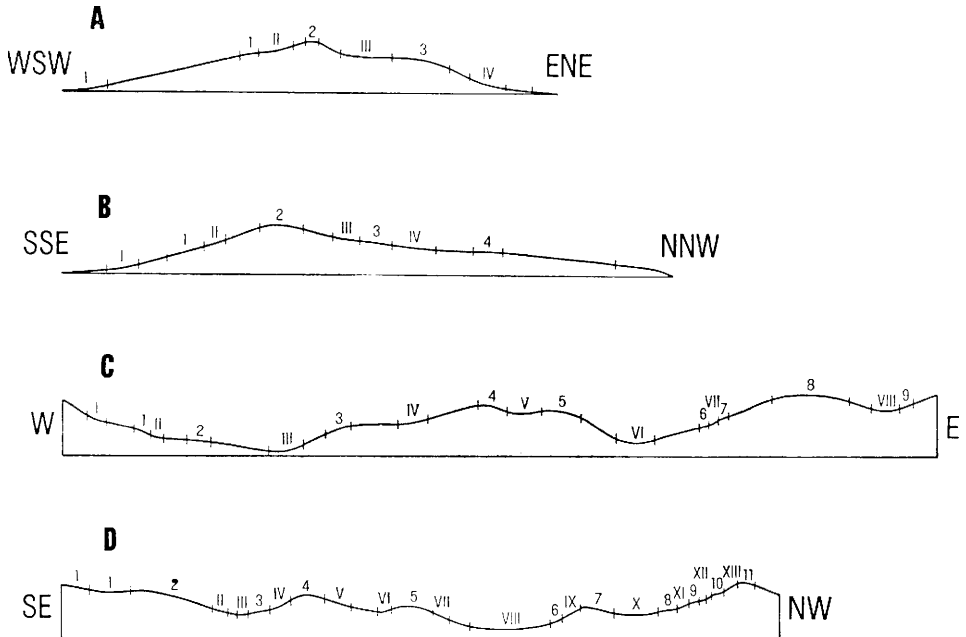 A
WSW I 1 II 2 III 3 IV ENE
B
SSE I 1 II 2 III 3 IV 4 NNW
C
W I 1 II 2 III 3 IV 4 V 5 VI 6 VII 7 8 VIII 9 E
D
SE I 1 2 II III 3 IV 4 V VI 5 VII VIII 6 IX 7 X 8 XI 9 XII 10 XIII 11 NW